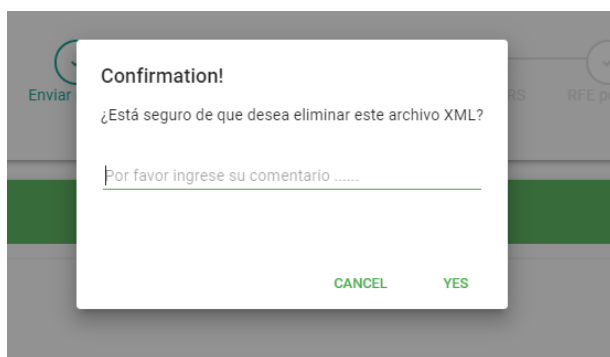 Confirmation!
¿Está seguro de que desea eliminar este archivo XML?
Por favor ingrese su comentario ......
CANCEL YES
Enviar
RS
RFE